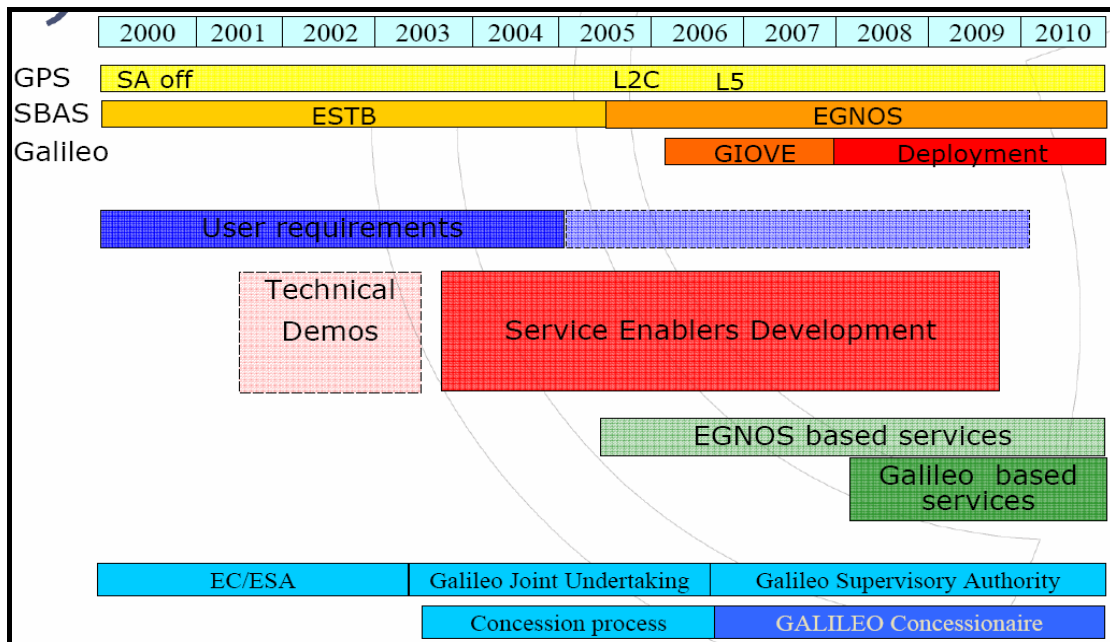 2000 2001 2002 2003 2004 2005 2006 2007 2008 2009 2010
GPS SA off L2C L5
SBAS ESTB EGNOS
Galileo GIOVE Deployment
User requirements
Technical
Demos
Service Enablers Development
EGNOS based services
Galileo based
services
EC/ESA Galileo Joint Undertaking Galileo Supervisory Authority
Concession process GALILEO Concessionaire